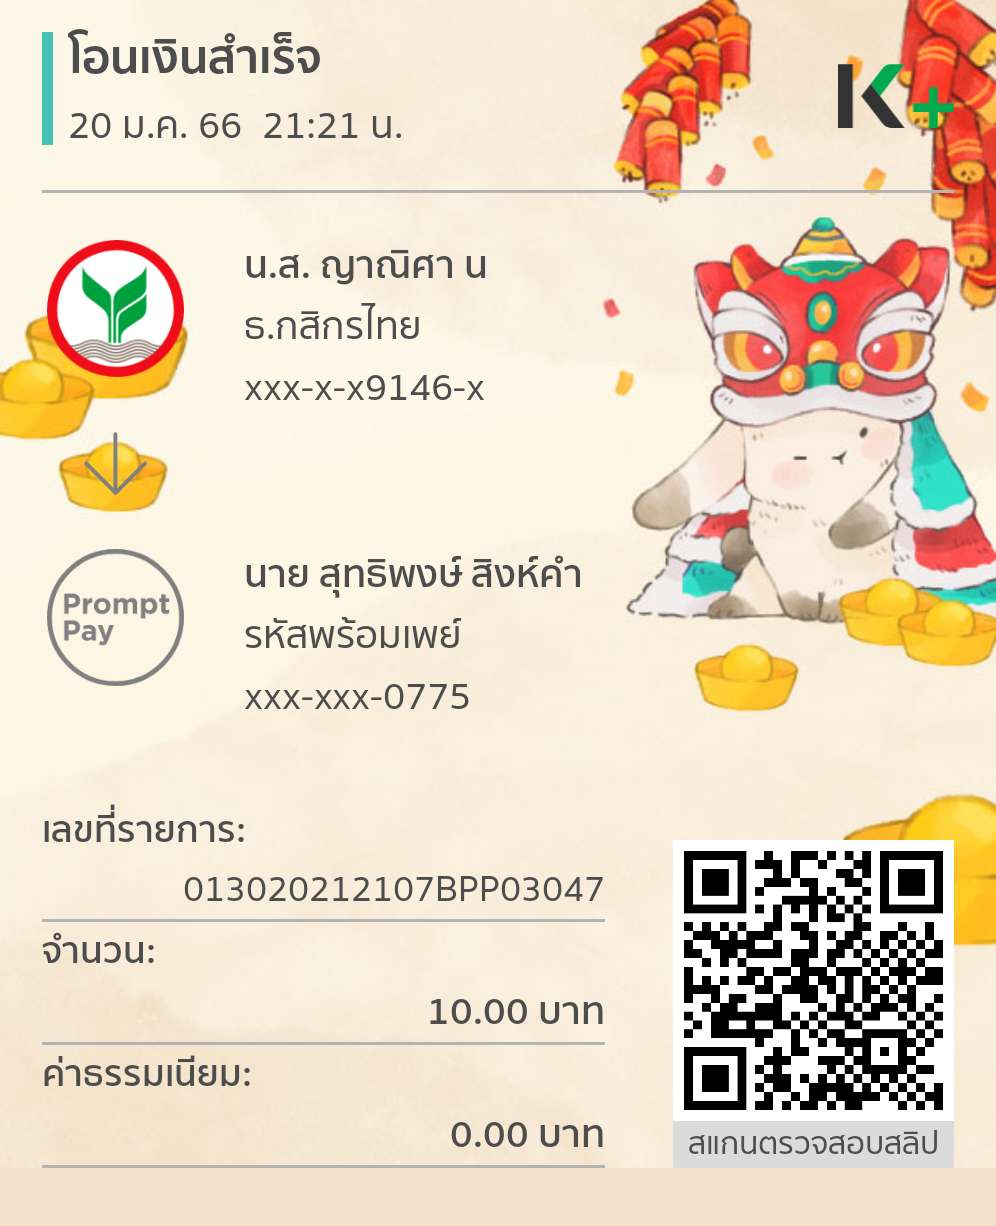 โอนเงินสำเร็จ
20 ม.ค. 66 21:21 น.
K+
น.ส. ญาณิศา น
ธ.กสิกรไทย
xxx-x-x9146-x
นาย สุทธิพงษ์ สิงห์คำ
Prompt
Pay
รหัสพร้อมเพย์
xxx-xxx-0775
เลขที่รายการ:
013020212107BPP03047
จำนวน:
10.00 บาท
ค่าธรรมเนียม:
0.00 บาท
สแกนตรวจสอบสลิป